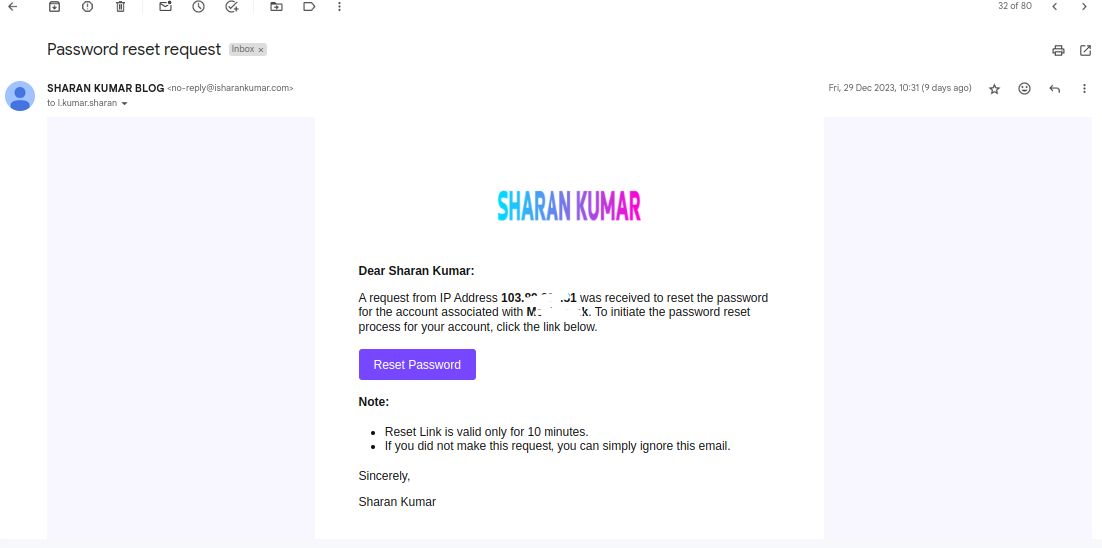 32 of 80
Password reset request Inbox ×
SHARAN KUMAR BLOG <no-reply@isharankumar.com> Fri, 29 Dec 2023, 10:31 (9 days ago)
to l.kumar.sharan
SHARAN KUMAR
Dear Sharan Kumar:
A request from IP Address was received to reset the password
for the account associated with To initiate the password reset
process for your account, click the link below.
Reset Password
Note:
Reset Link is valid only for 10 minutes.
If you did not make this request, you can simply ignore this email.
Sincerely,
Sharan Kumar